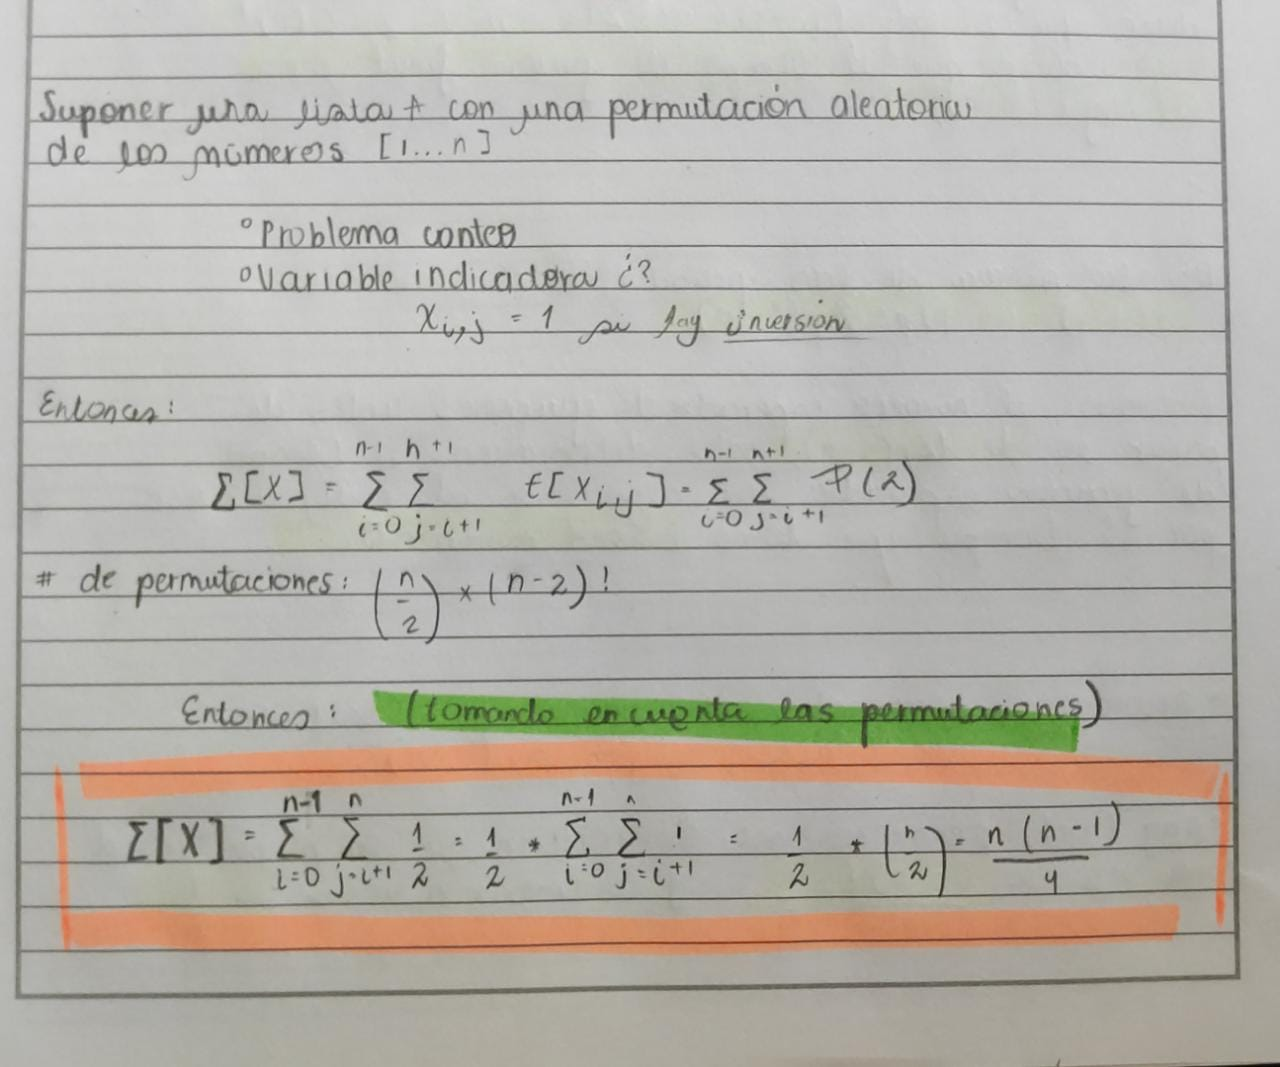 Suponer una lista A con una permutación aleatoria
de los números [1...n]
° Problema conteo
° Variable indicadora ¿?
X i,j = 1 si hay inversión
Entonces:
Σ[X] = Σ_{i=0}^{n-1} Σ_{j=i+1}^{n+1} E[X i,j] = Σ_{i=0}^{n-1} Σ_{j=i+1}^{n+1} P(2)
# de permutaciones: (n/2) × (n-2)!
Entonces: (tomando en cuenta las permutaciones)
Σ[X] = Σ_{i=0}^{n-1} Σ_{j=i+1}^{n} 1/2 = 1/2 * Σ_{i=0}^{n-1} Σ_{j=i+1}^{n} 1 = 1/2 * (n/2) = n(n-1)/4